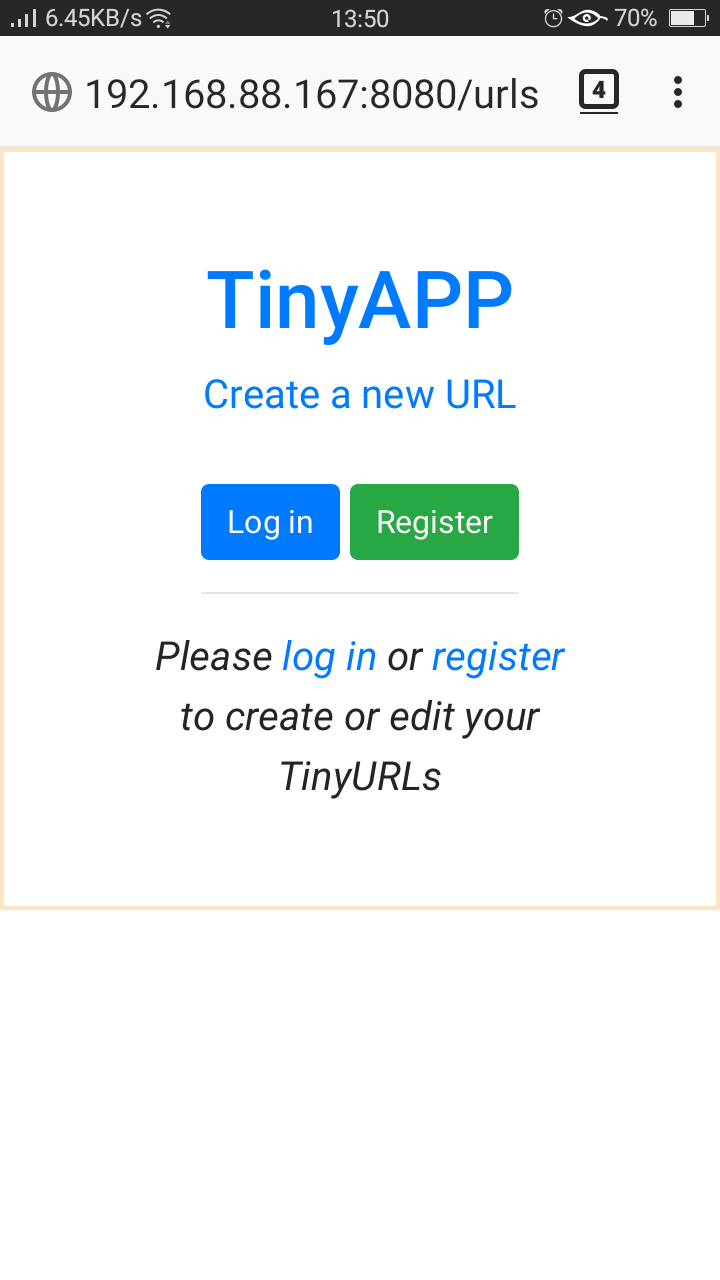 6.45KB/s 13:50 70%
192.168.88.167:8080/urls 4
TinyAPP
Create a new URL
Log in Register
Please log in or register
to create or edit your
TinyURLs